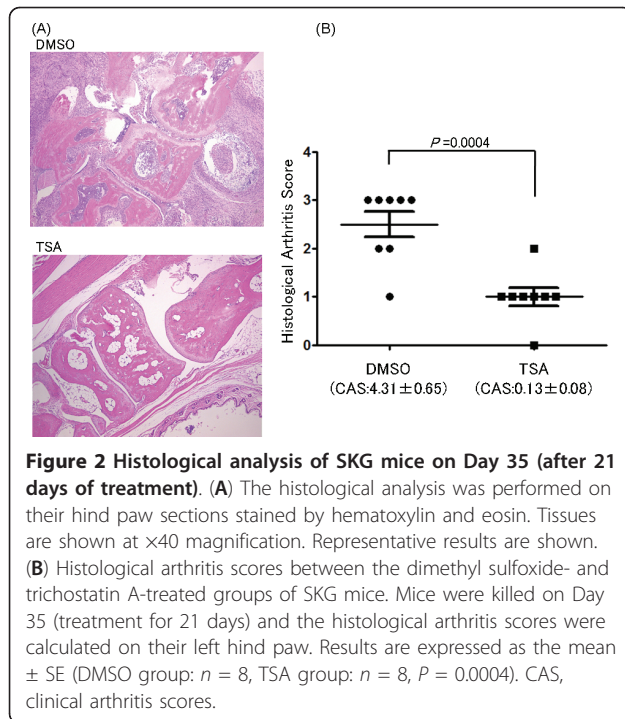 (A)
DMSO
TSA
(B)
P=0.0004
Histological Arthritis Score
4
3
2
1
0
DMSO
(CAS:4.31±0.65)
TSA
(CAS:0.13±0.08)
Figure 2 Histological analysis of SKG mice on Day 35 (after 21
days of treatment). (A) The histological analysis was performed on
their hind paw sections stained by hematoxylin and eosin. Tissues
are shown at ×40 magnification. Representative results are shown.
(B) Histological arthritis scores between the dimethyl sulfoxide- and
trichostatin A-treated groups of SKG mice. Mice were killed on Day
35 (treatment for 21 days) and the histological arthritis scores were
calculated on their left hind paw. Results are expressed as the mean
± SE (DMSO group: n = 8, TSA group: n = 8, P = 0.0004). CAS,
clinical arthritis scores.